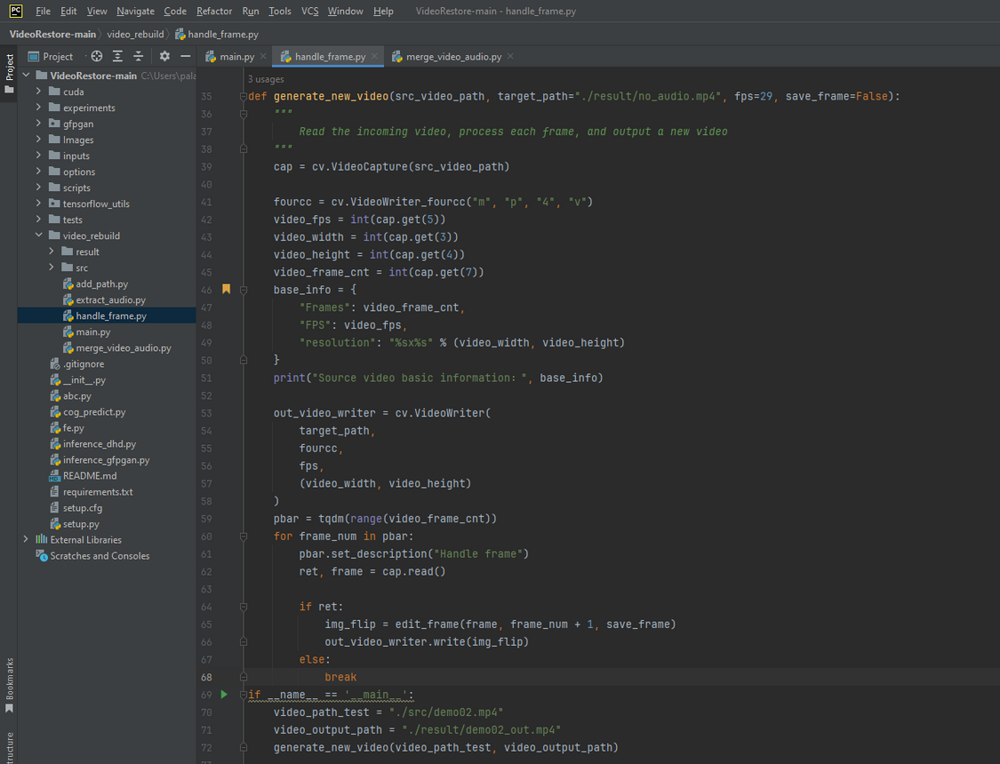 PC File Edit View Navigate Code Refactor Run Tools VCS Window Help VideoRestore-main - handle_frame.py
VideoRestore-main video_rebuild handle_frame.py
Project
Project
main.py handle_frame.py merge_video_audio.py
VideoRestore-main C:\Users\pala
cuda
experiments
gfpgan
Images
inputs
options
scripts
tensorflow_utils
tests
video_rebuild
result
src
add_path.py
extract_audio.py
handle_frame.py
main.py
merge_video_audio.py
.gitignore
__init__.py
abc.py
cog_predict.py
fe.py
inference_dhd.py
inference_gfpgan.py
README.md
requirements.txt
setup.cfg
setup.py
External Libraries
Scratches and Consoles
Bookmarks
ructure
3 usages
35 def generate_new_video(src_video_path, target_path="./result/no_audio.mp4", fps=29, save_frame=False):
36 """
37 Read the incoming video, process each frame, and output a new video
38 """
39 cap = cv.VideoCapture(src_video_path)
40
41 fourcc = cv.VideoWriter_fourcc("m", "p", "4", "v")
42 video_fps = int(cap.get(5))
43 video_width = int(cap.get(3))
44 video_height = int(cap.get(4))
45 video_frame_cnt = int(cap.get(7))
46 base_info = {
47 "Frames": video_frame_cnt,
48 "FPS": video_fps,
49 "resolution": "%sx%s" % (video_width, video_height)
50 }
51 print("Source video basic information：", base_info)
52
53 out_video_writer = cv.VideoWriter(
54 target_path,
55 fourcc,
56 fps,
57 (video_width, video_height)
58 )
59 pbar = tqdm(range(video_frame_cnt))
60 for frame_num in pbar:
61 pbar.set_description("Handle frame")
62 ret, frame = cap.read()
63
64 if ret:
65 img_flip = edit_frame(frame, frame_num + 1, save_frame)
66 out_video_writer.write(img_flip)
67 else:
68 break
69 if __name__ == '__main__':
70 video_path_test = "./src/demo02.mp4"
71 video_output_path = "./result/demo02_out.mp4"
72 generate_new_video(video_path_test, video_output_path)